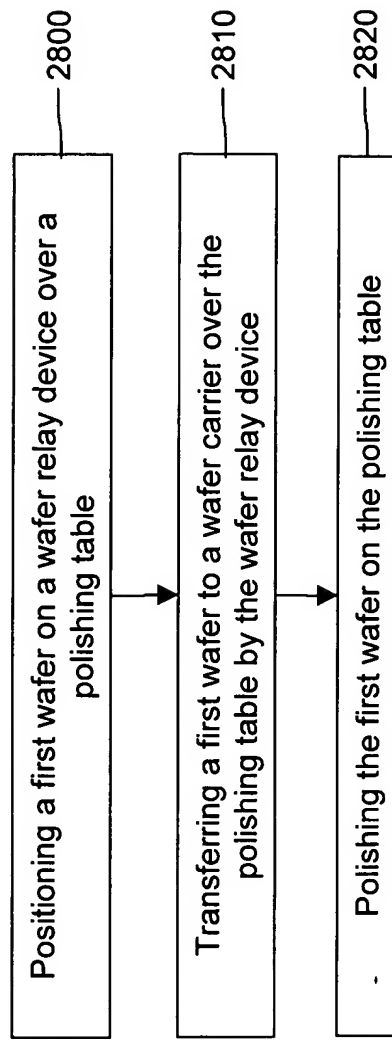 Positioning a first wafer on a wafer relay device over a
polishing table
2800
Transferring a first wafer to a wafer carrier over the
polishing table by the wafer relay device
2810
Polishing the first wafer on the polishing table
2820